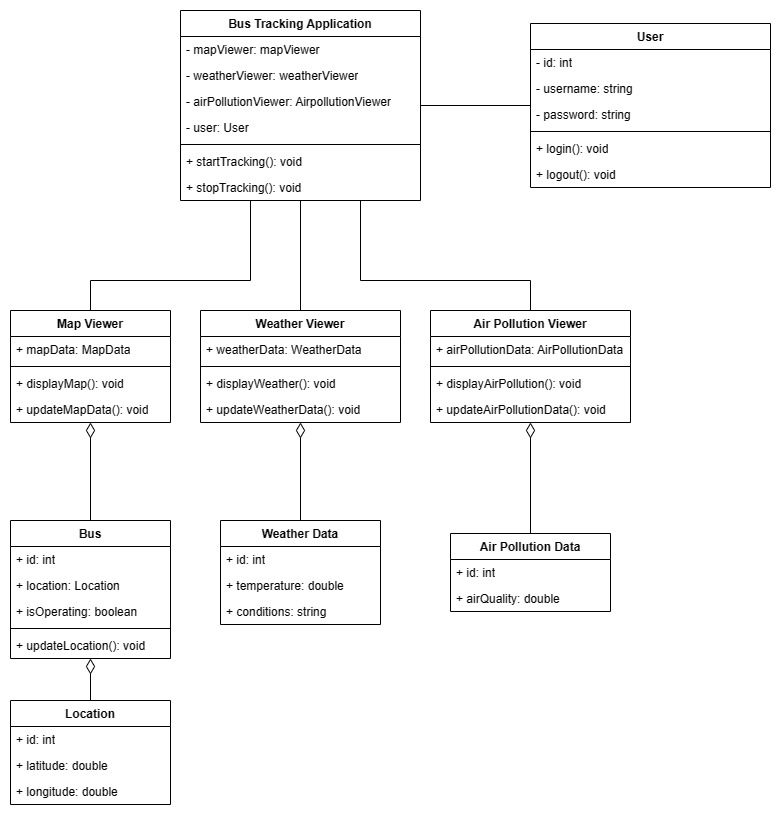 Bus Tracking Application
- mapViewer: mapViewer
- weatherViewer: weatherViewer
- airPollutionViewer: AirpollutionViewer
- user: User
+ startTracking(): void
+ stopTracking(): void
User
- id: int
- username: string
- password: string
+ login(): void
+ logout(): void
Map Viewer
+ mapData: MapData
+ displayMap(): void
+ updateMapData(): void
Weather Viewer
+ weatherData: WeatherData
+ displayWeather(): void
+ updateWeatherData(): void
Air Pollution Viewer
+ airPollutionData: AirPollutionData
+ displayAirPollution(): void
+ updateAirPollutionData(): void
Bus
+ id: int
+ location: Location
+ isOperating: boolean
+ updateLocation(): void
Weather Data
+ id: int
+ temperature: double
+ conditions: string
Air Pollution Data
+ id: int
+ airQuality: double
Location
+ id: int
+ latitude: double
+ longitude: double